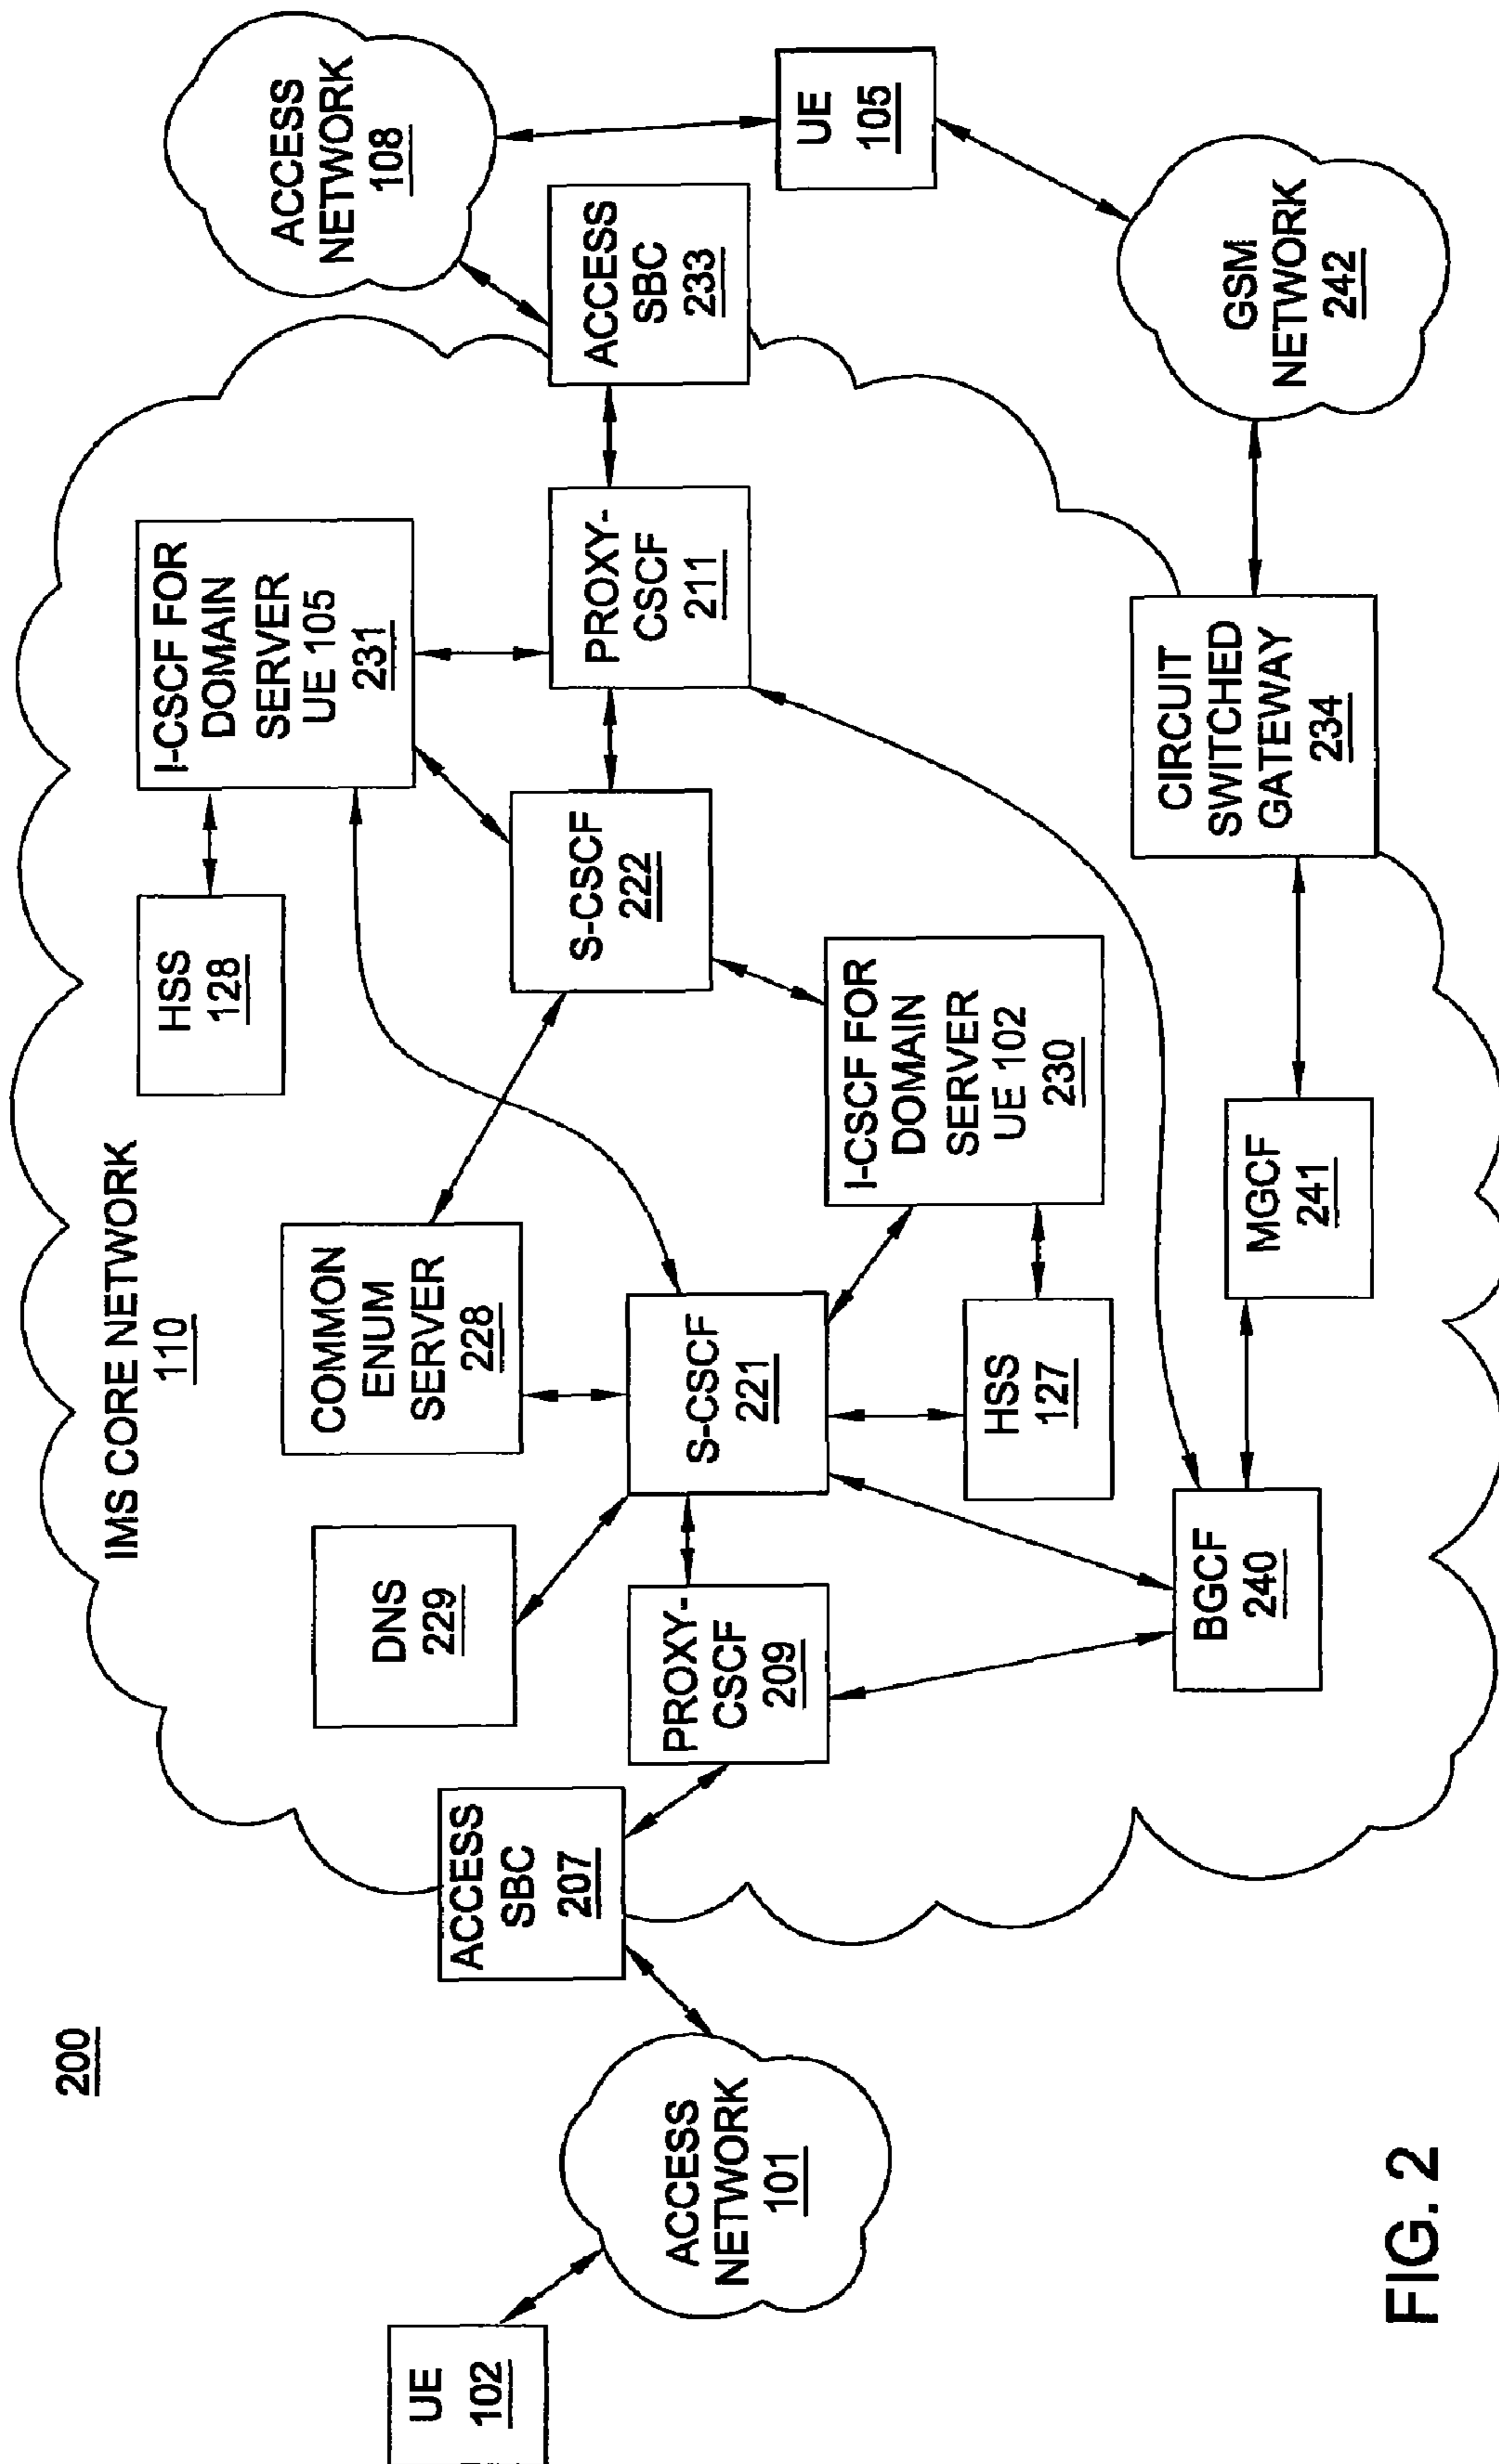 200
IMS CORE NETWORK
110
UE
102
ACCESS
NETWORK
101
ACCESS
SBC
207
DNS
229
PROXY-
CSCF
209
COMMON
ENUM
SERVER
228
S-CSCF
221
HSS
127
BGCF
240
HSS
128
I-CSCF FOR
DOMAIN
SERVER
UE 105
231
S-CSCF
222
I-CSCF FOR
DOMAIN
SERVER
UE 102
230
MGCF
241
PROXY-
CSCF
211
CIRCUIT
SWITCHED
GATEWAY
234
ACCESS
SBC
233
ACCESS
NETWORK
108
UE
105
GSM
NETWORK
242
FIG. 2